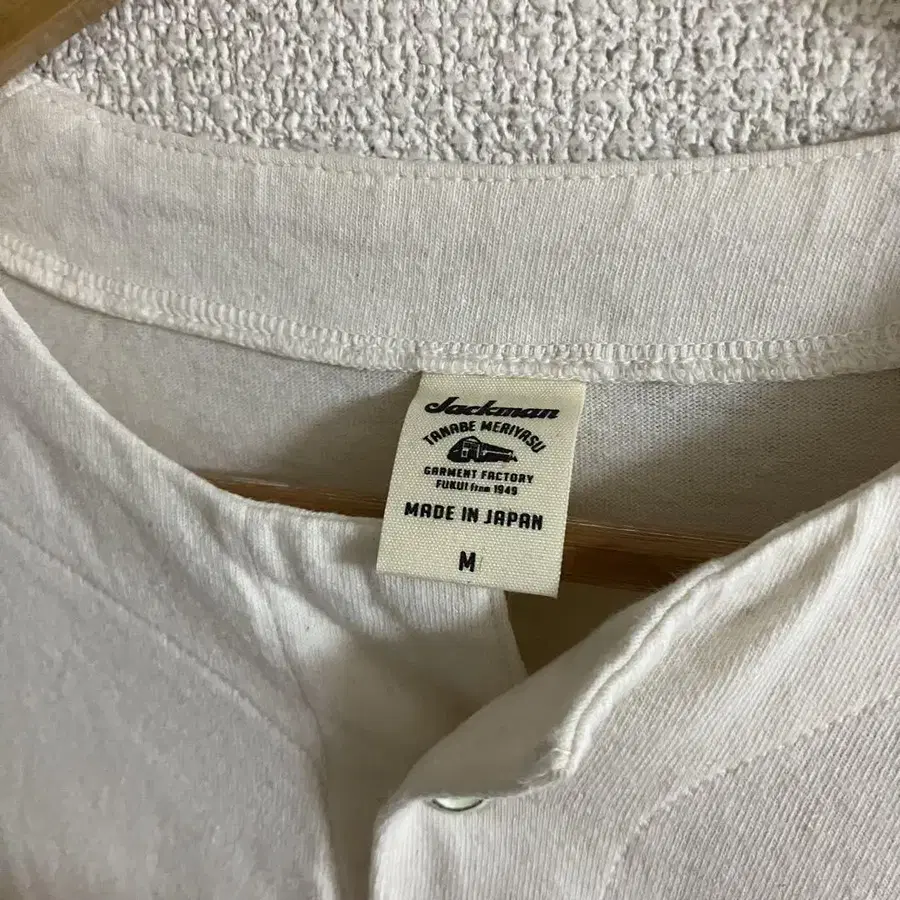 Jackman
TANABE MERIYASU
GARMENT FACTORY
FUKUI from 1949
MADE IN JAPAN
M